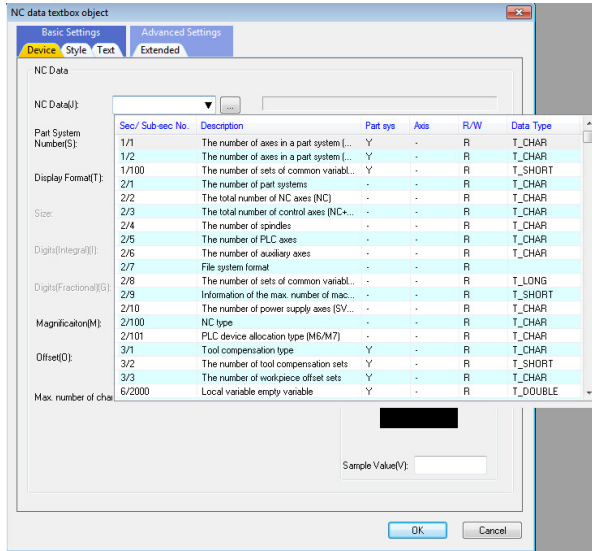 NC data textbox object
Basic Settings Advanced Settings
Device Style Text Extended
NC Data
NC Data(J): ...
Sec/ Sub-sec No. Description Part sys Axis R/W Data Type
1/1 The number of axes in a part system (... Y - R T_CHAR
1/2 The number of axes in a part system (... Y - R T_CHAR
1/100 The number of sets of common variabl... Y - R T_SHORT
2/1 The number of part systems - - R T_CHAR
2/2 The total number of NC axes (NC) - - R T_CHAR
2/3 The total number of control axes (NC+... - - R T_CHAR
2/4 The number of spindles - - R T_CHAR
2/5 The number of PLC axes - - R T_CHAR
2/6 The number of auxiliary axes - - R T_CHAR
2/7 File system format - - R
2/8 The number of sets of common variabl... - - R T_LONG
2/9 Information of the max. number of mac... - - R T_SHORT
2/10 The number of power supply axes (SV... - - R T_CHAR
2/100 NC type - - R T_CHAR
2/101 PLC device allocation type (M6/M7) - - R T_CHAR
3/1 Tool compensation type Y - R T_CHAR
3/2 The number of tool compensation sets Y - R T_SHORT
3/3 The number of workpiece offset sets Y - R T_CHAR
6/2000 Local variable empty variable Y - R T_DOUBLE
Part System
Number(S):
Display Format(T):
Size:
Digits(Integral)(I):
Digits(Fractional)(G):
Magnificaiton(M):
Offset(O):
Max. number of char
Sample Value(V):
OK Cancel